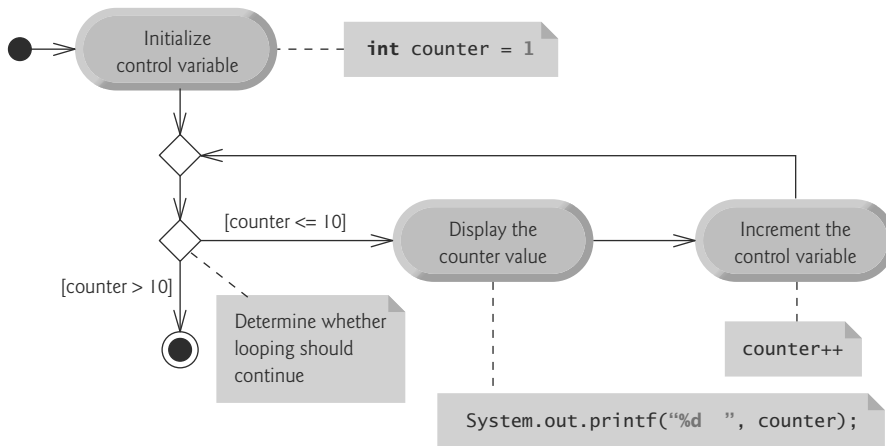 Initialize
control variable
int counter = 1
[counter <= 10]
Display the
counter value
Increment the
control variable
[counter > 10]
Determine whether
looping should
continue
counter++
System.out.printf(“%d  ”, counter);